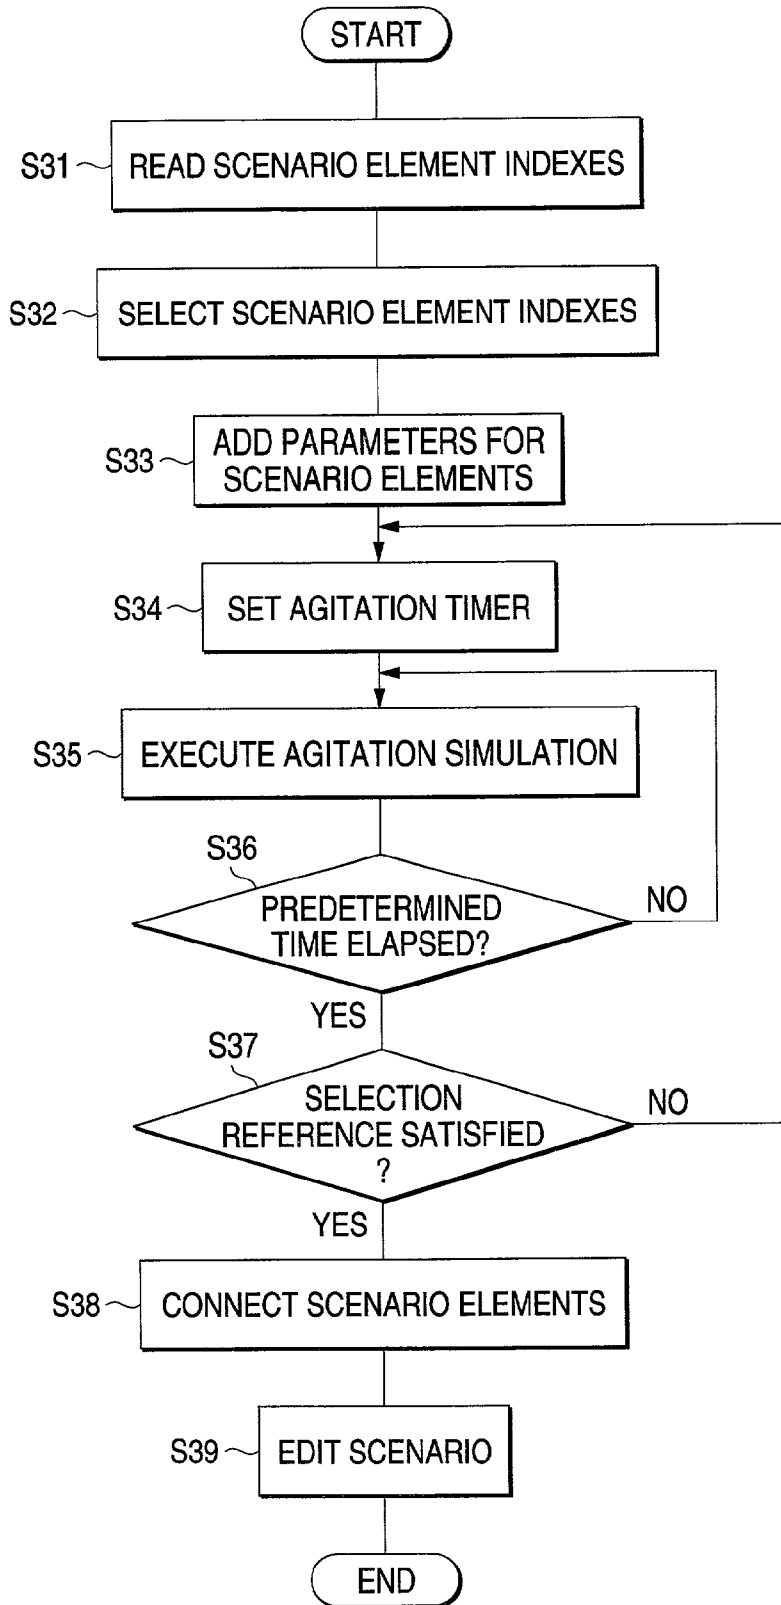 START
S31
READ SCENARIO ELEMENT INDEXES
S32
SELECT SCENARIO ELEMENT INDEXES
S33
ADD PARAMETERS FOR
SCENARIO ELEMENTS
S34
SET AGITATION TIMER
S35
EXECUTE AGITATION SIMULATION
S36
PREDETERMINED
TIME ELAPSED?
NO
YES
S37
SELECTION
REFERENCE SATISFIED
?
NO
YES
S38
CONNECT SCENARIO ELEMENTS
S39
EDIT SCENARIO
END